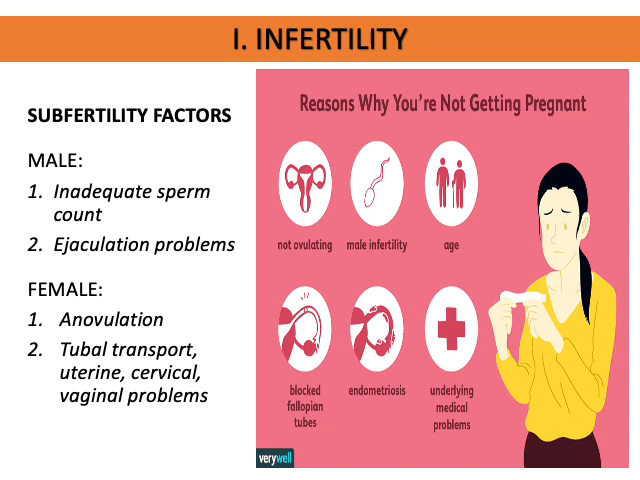 I. INFERTILITY
SUBFERTILITY FACTORS
MALE:
1. Inadequate sperm
count
2. Ejaculation problems
FEMALE:
1. Anovulation
2. Tubal transport,
uterine, cervical,
vaginal problems
Reasons Why You're Not Getting Pregnant
not ovulating
male infertility
age
blocked
fallopian
tubes
endometriosis
underlying
medical
problems
verywell